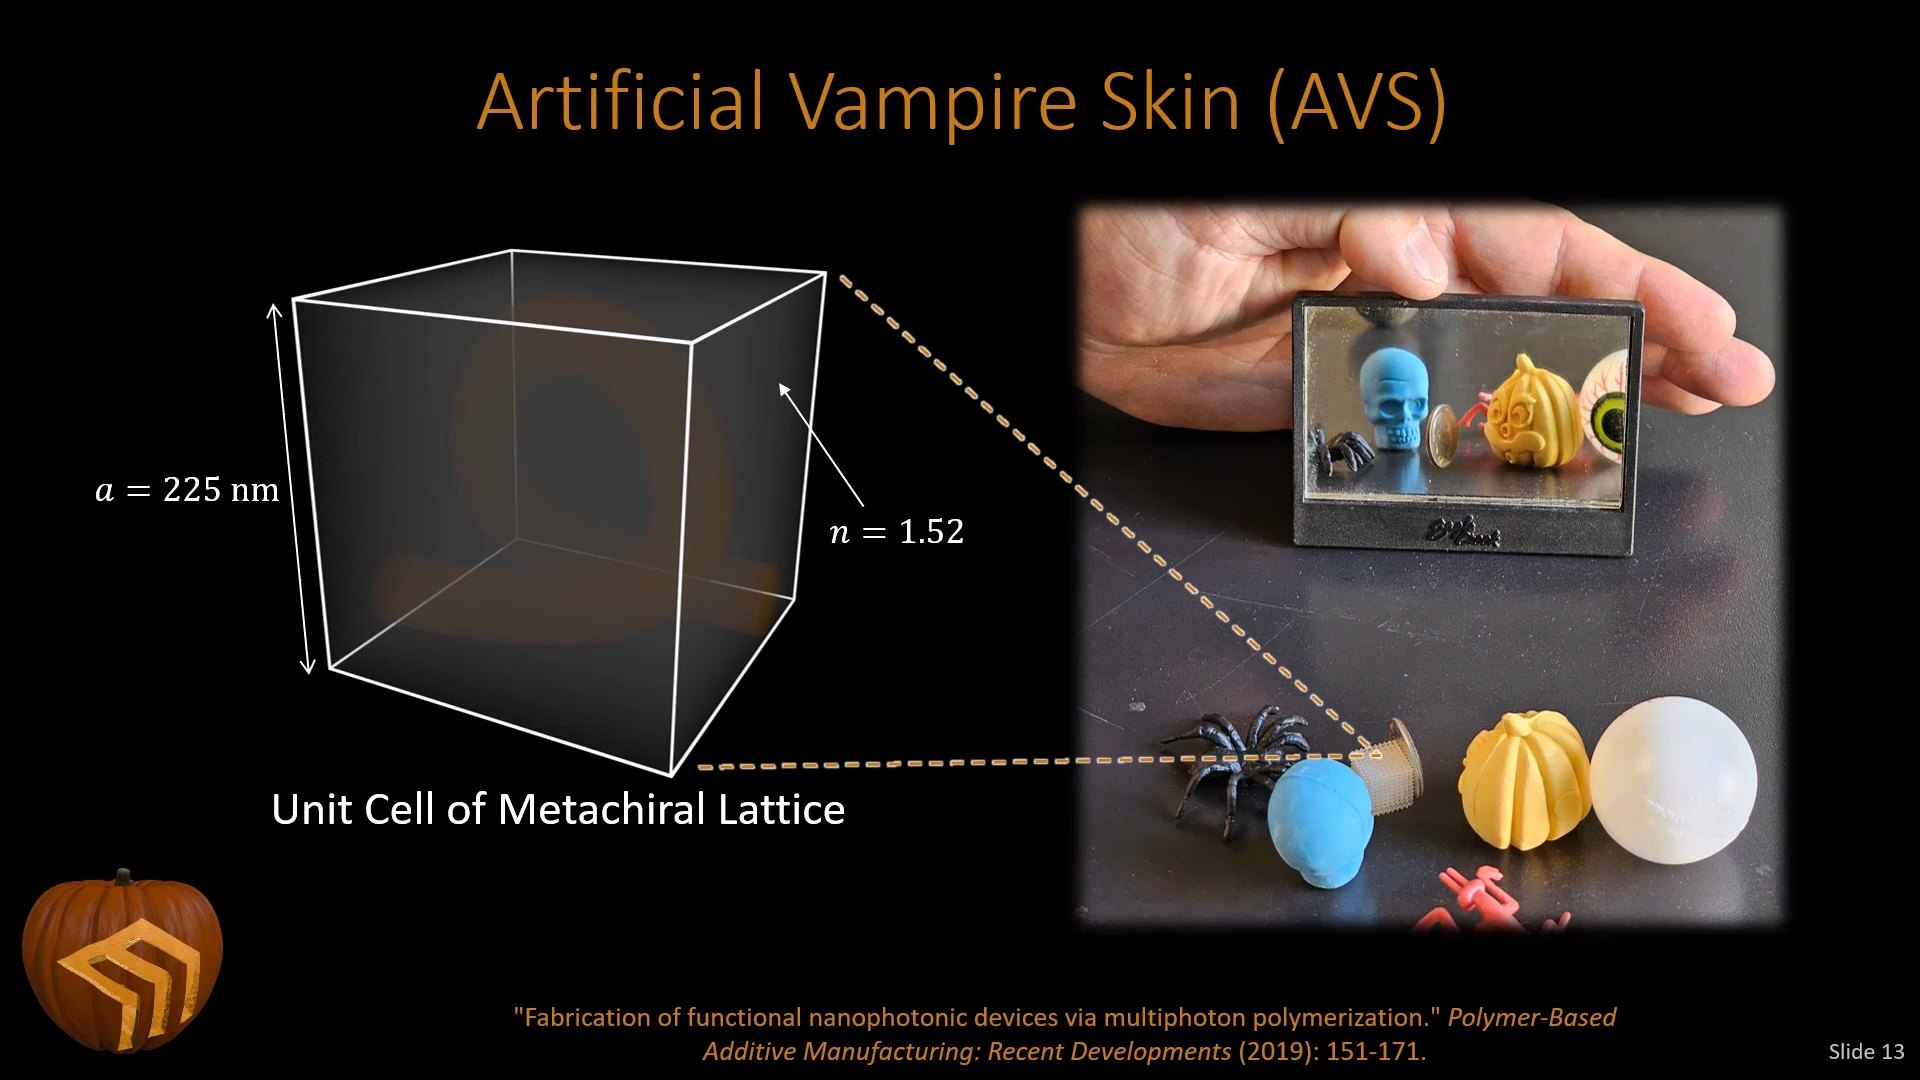 Artificial Vampire Skin (AVS)
a = 225 nm
n = 1.52
Unit Cell of Metachiral Lattice
"Fabrication of functional nanophotonic devices via multiphoton polymerization." Polymer-Based
Additive Manufacturing: Recent Developments (2019): 151-171.
Slide 13